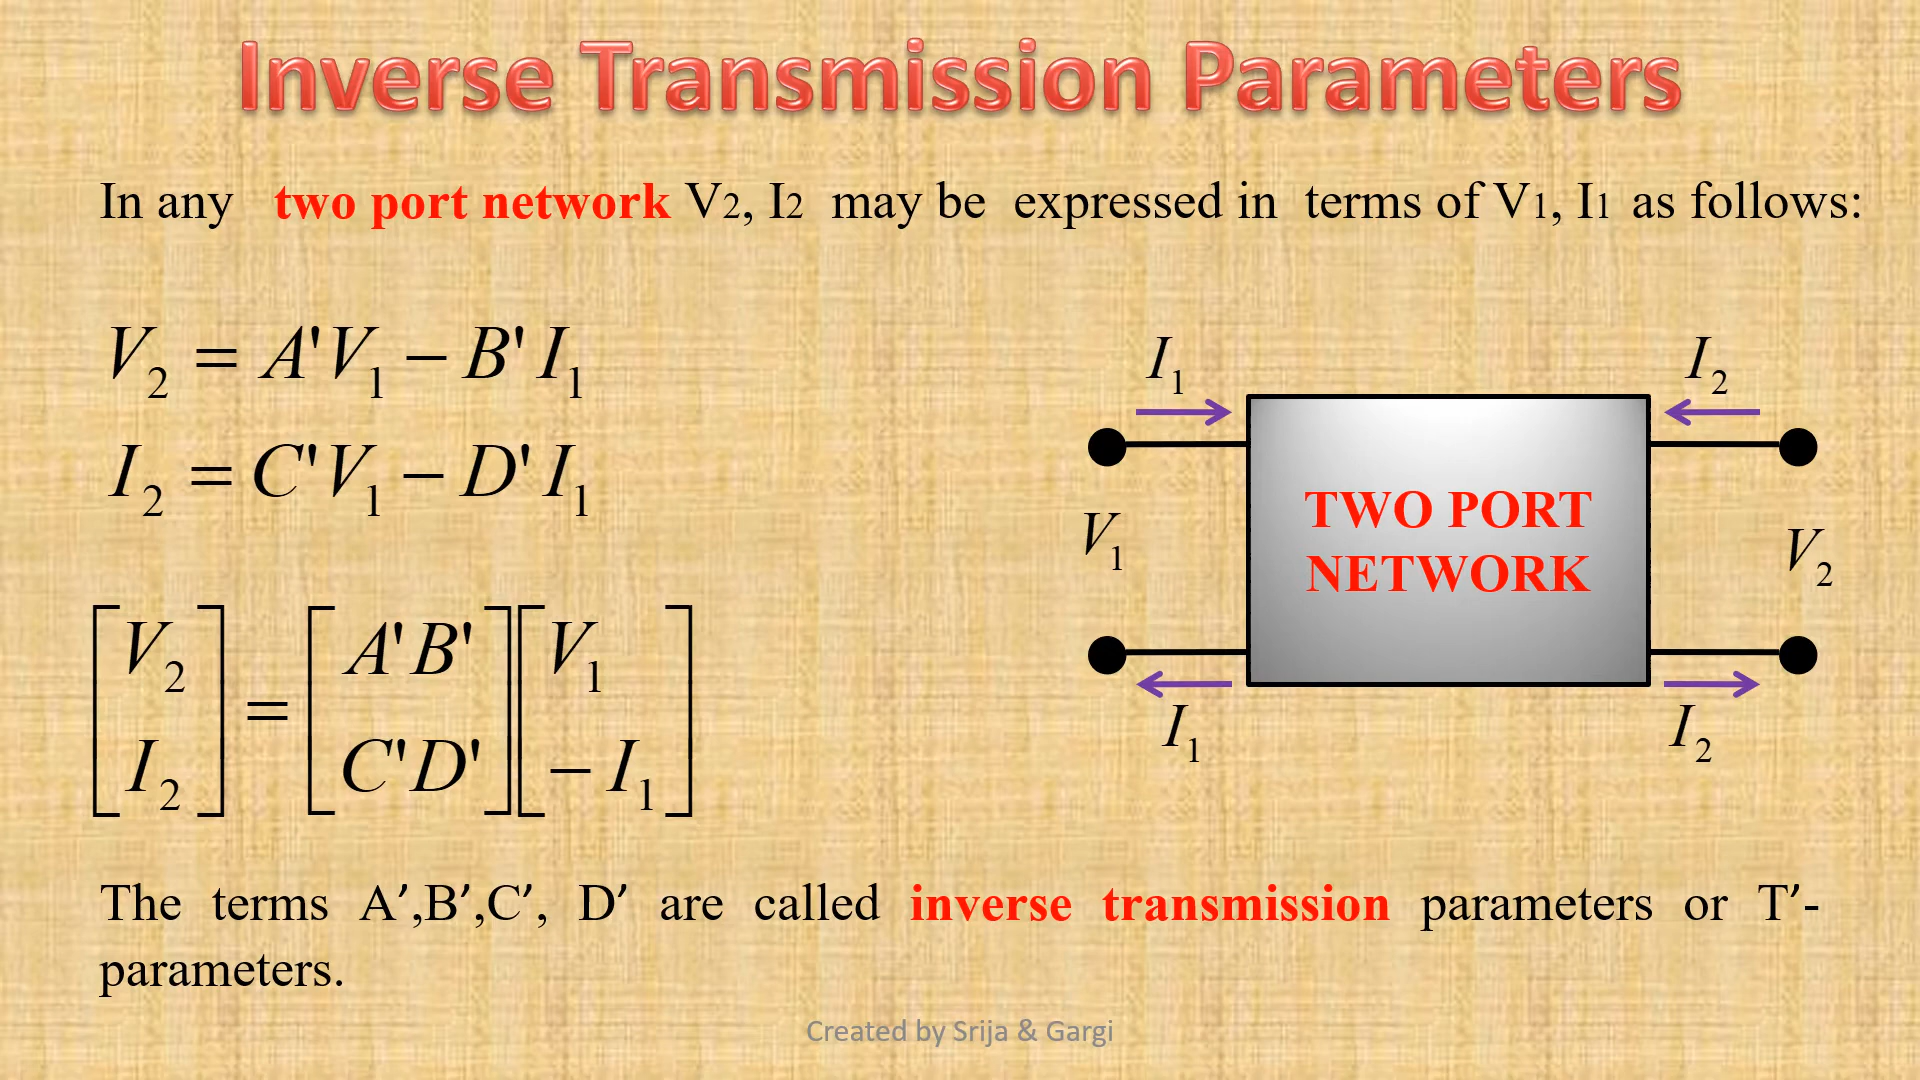 Inverse Transmission Parameters
In any two port network V2, I2 may be expressed in terms of V1, I1 as follows:
V₂ = A'V₁ − B'I₁
I₂ = C'V₁ − D'I₁
[V₂ I₂] = [A'B' C'D'] [V₁ − I₁]
I₁ I₂
TWO PORT
NETWORK
V₁ V₂
I₁ I₂
The terms A′,B′,C′, D′ are called inverse transmission parameters or T′-
parameters.
Created by Srija & Gargi